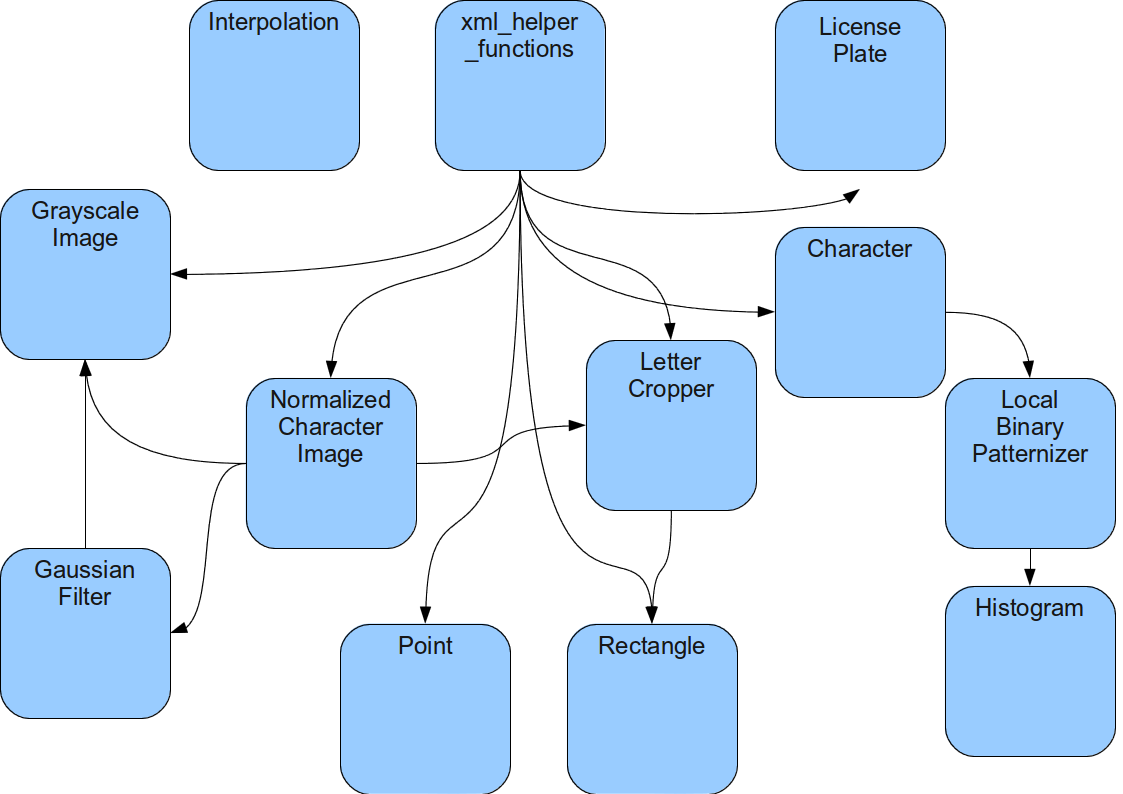 Interpolation
xml_helper
_functions
License
Plate
Grayscale
Image
Character
Letter
Cropper
Normalized
Character
Image
Local
Binary
Patternizer
Gaussian
Filter
Histogram
Point
Rectangle